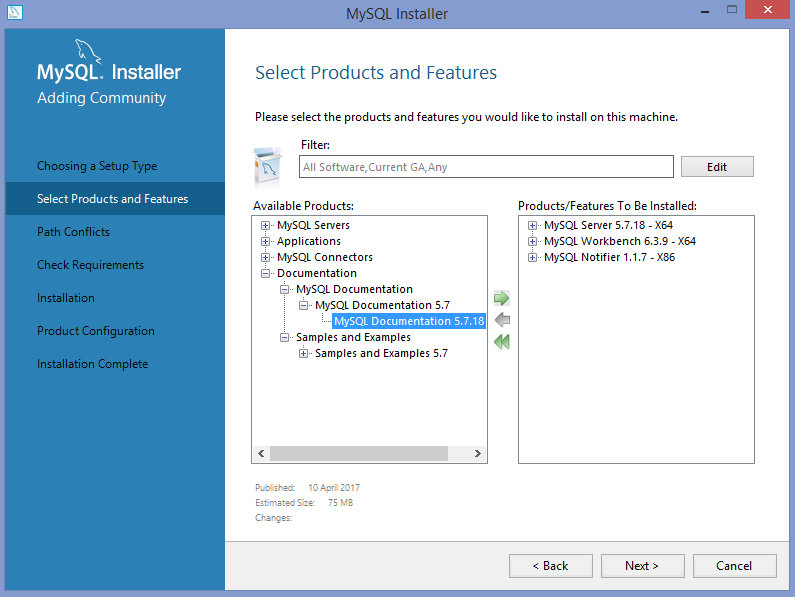 MySQL Installer
MySQL. Installer
Adding Community
Choosing a Setup Type
Select Products and Features
Path Conflicts
Check Requirements
Installation
Product Configuration
Installation Complete
Select Products and Features
Please select the products and features you would like to install on this machine.
Filter:
All Software,Current GA,Any
Edit
Available Products:
MySQL Servers
Applications
MySQL Connectors
Documentation
MySQL Documentation
MySQL Documentation 5.7
MySQL Documentation 5.7.18
Samples and Examples
Samples and Examples 5.7
Products/Features To Be Installed:
MySQL Server 5.7.18 - X64
MySQL Workbench 6.3.9 - X64
MySQL Notifier 1.1.7 - X86
Published: 10 April 2017
Estimated Size: 75 MB
Changes:
< Back
Next >
Cancel